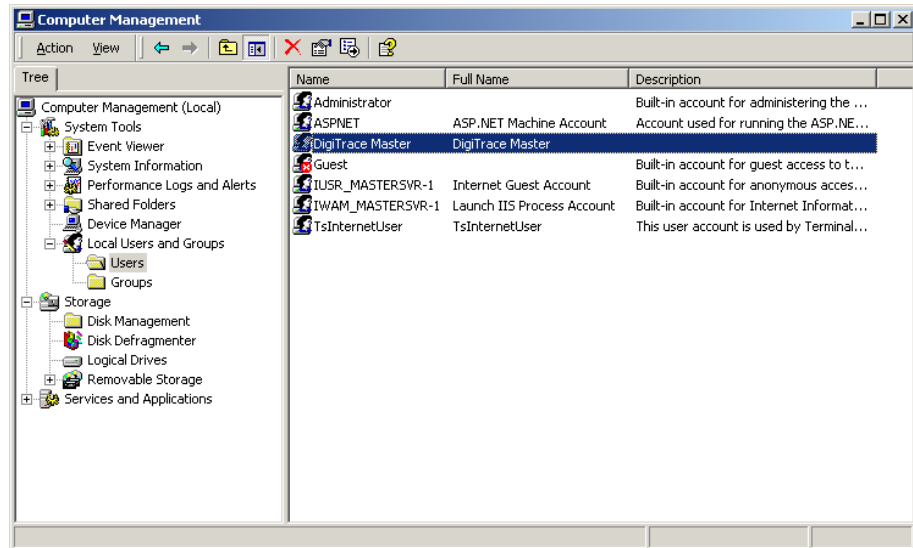 Computer Management
Action View
Tree
Computer Management (Local)
System Tools
Event Viewer
System Information
Performance Logs and Alerts
Shared Folders
Device Manager
Local Users and Groups
Users
Groups
Storage
Disk Management
Disk Defragmenter
Logical Drives
Removable Storage
Services and Applications
Name Full Name Description
Administrator Built-in account for administering the ...
ASPNET ASP.NET Machine Account Account used for running the ASP.NE...
DigiTrace Master DigiTrace Master
Guest Built-in account for guest access to t...
IUSR_MASTERSVR-1 Internet Guest Account Built-in account for anonymous acces...
IWAM_MASTERSVR-1 Launch IIS Process Account Built-in account for Internet Informat...
TsInternetUser TsInternetUser This user account is used by Terminal...